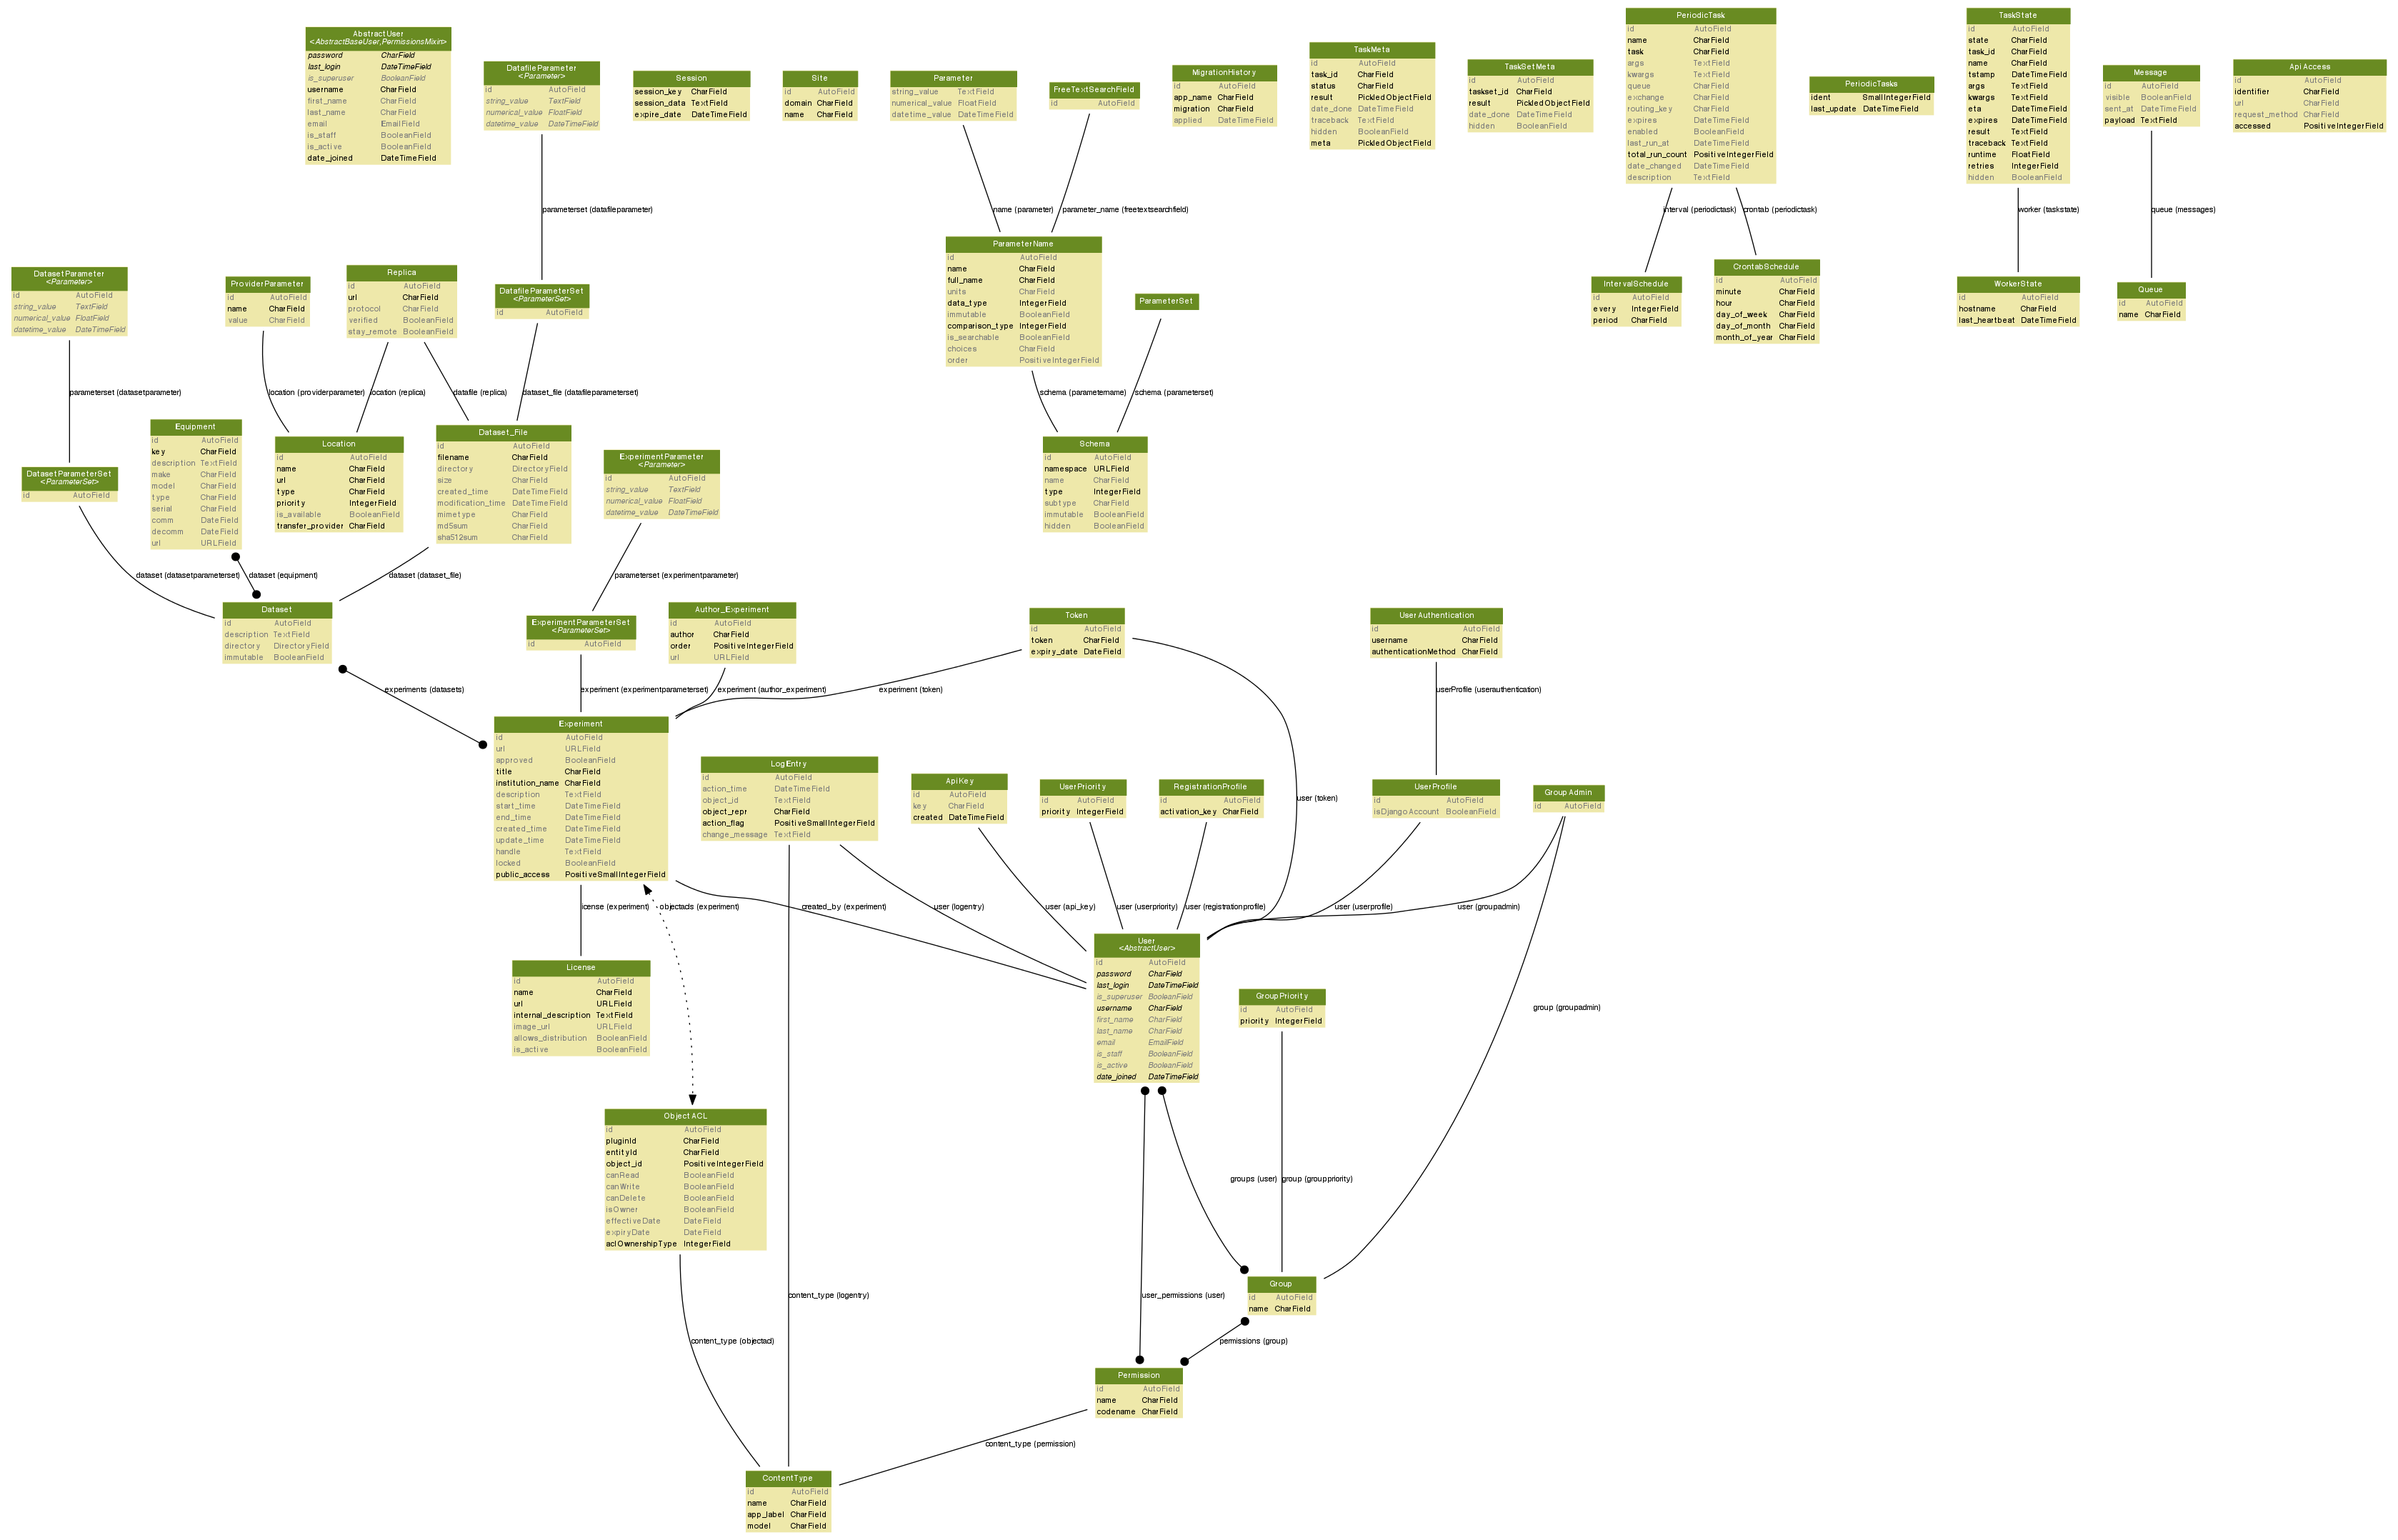 AbstractUser
<AbstractBaseUser,PermissionsMixin>
password CharField
last_login DateTimeField
is_superuser BooleanField
username CharField
first_name CharField
last_name CharField
email EmailField
is_staff BooleanField
is_active BooleanField
date_joined DateTimeField
DatafileParameter
<Parameter>
id AutoField
string_value TextField
numerical_value FloatField
datetime_value DateTimeField
Session
session_key CharField
session_data TextField
expire_date DateTimeField
Site
id AutoField
domain CharField
name CharField
Parameter
string_value TextField
numerical_value FloatField
datetime_value DateTimeField
FreeTextSearchField
id AutoField
MigrationHistory
id AutoField
app_name CharField
migration CharField
applied DateTimeField
TaskMeta
id AutoField
task_id CharField
status CharField
result PickledObjectField
date_done DateTimeField
traceback TextField
hidden BooleanField
meta PickledObjectField
TaskSetMeta
id AutoField
taskset_id CharField
result PickledObjectField
date_done DateTimeField
hidden BooleanField
PeriodicTask
id AutoField
name CharField
task CharField
args TextField
kwargs TextField
queue CharField
exchange CharField
routing_key CharField
expires DateTimeField
enabled BooleanField
last_run_at DateTimeField
total_run_count PositiveIntegerField
date_changed DateTimeField
description TextField
PeriodicTasks
ident SmallIntegerField
last_update DateTimeField
TaskState
id AutoField
state CharField
task_id CharField
name CharField
tstamp DateTimeField
args TextField
kwargs TextField
eta DateTimeField
expires DateTimeField
result TextField
traceback TextField
runtime FloatField
retries IntegerField
hidden BooleanField
Message
id AutoField
visible BooleanField
sent_at DateTimeField
payload TextField
ApiAccess
id AutoField
identifier CharField
url CharField
request_method CharField
accessed PositiveIntegerField
parameterset (datafileparameter)
name (parameter)
parameter_name (freetextsearchfield)
interval (periodictask)
crontab (periodictask)
worker (taskstate)
queue (messages)
DatasetParameter
<Parameter>
id AutoField
string_value TextField
numerical_value FloatField
datetime_value DateTimeField
ProviderParameter
id AutoField
name CharField
value CharField
Replica
id AutoField
url CharField
protocol CharField
verified BooleanField
stay_remote BooleanField
DatafileParameterSet
<ParameterSet>
id AutoField
ParameterName
id AutoField
name CharField
full_name CharField
units CharField
data_type IntegerField
immutable BooleanField
comparison_type IntegerField
is_searchable BooleanField
choices CharField
order PositiveIntegerField
ParameterSet
IntervalSchedule
id AutoField
every IntegerField
period CharField
CrontabSchedule
id AutoField
minute CharField
hour CharField
day_of_week CharField
day_of_month CharField
month_of_year CharField
WorkerState
id AutoField
hostname CharField
last_heartbeat DateTimeField
Queue
id AutoField
name CharField
parameterset (datasetparameter)
location (providerparameter)
location (replica)
datafile (replica)
dataset_file (datafileparameterset)
schema (parametername)
schema (parameterset)
DatasetParameterSet
<ParameterSet>
id AutoField
Equipment
id AutoField
key CharField
description TextField
make CharField
model CharField
type CharField
serial CharField
comm DateField
decomm DateField
url URLField
Location
id AutoField
name CharField
url CharField
type CharField
priority IntegerField
is_available BooleanField
transfer_provider CharField
Dataset_File
id AutoField
filename CharField
directory DirectoryField
size CharField
created_time DateTimeField
modification_time DateTimeField
mimetype CharField
md5sum CharField
sha512sum CharField
ExperimentParameter
<Parameter>
id AutoField
string_value TextField
numerical_value FloatField
datetime_value DateTimeField
Schema
id AutoField
namespace URLField
name CharField
type IntegerField
subtype CharField
immutable BooleanField
hidden BooleanField
dataset (datasetparameterset)
dataset (equipment)
dataset (dataset_file)
parameterset (experimentparameter)
Dataset
id AutoField
description TextField
directory DirectoryField
immutable BooleanField
ExperimentParameterSet
<ParameterSet>
id AutoField
Author_Experiment
id AutoField
author CharField
order PositiveIntegerField
url URLField
Token
id AutoField
token CharField
expiry_date DateField
UserAuthentication
id AutoField
username CharField
authenticationMethod CharField
experiments (datasets)
experiment (experimentparameterset)
experiment (author_experiment)
experiment (token)
userProfile (userauthentication)
Experiment
id AutoField
url URLField
approved BooleanField
title CharField
institution_name CharField
description TextField
start_time DateTimeField
end_time DateTimeField
created_time DateTimeField
update_time DateTimeField
handle TextField
locked BooleanField
public_access PositiveSmallIntegerField
LogEntry
id AutoField
action_time DateTimeField
object_id TextField
object_repr CharField
action_flag PositiveSmallIntegerField
change_message TextField
ApiKey
id AutoField
key CharField
created DateTimeField
UserPriority
id AutoField
priority IntegerField
RegistrationProfile
id AutoField
activation_key CharField
user (token)
UserProfile
id AutoField
isDjangoAccount BooleanField
GroupAdmin
id AutoField
license (experiment)
objectacls (experiment)
created_by (experiment)
user (logentry)
user (api_key)
user (userpriority)
user (registrationprofile)
user (userprofile)
user (groupadmin)
License
id AutoField
name CharField
url URLField
internal_description TextField
image_url URLField
allows_distribution BooleanField
is_active BooleanField
User
<AbstractUser>
id AutoField
password CharField
last_login DateTimeField
is_superuser BooleanField
username CharField
first_name CharField
last_name CharField
email EmailField
is_staff BooleanField
is_active BooleanField
date_joined DateTimeField
GroupPriority
id AutoField
priority IntegerField
group (groupadmin)
ObjectACL
id AutoField
pluginId CharField
entityId CharField
object_id PositiveIntegerField
canRead BooleanField
canWrite BooleanField
canDelete BooleanField
isOwner BooleanField
effectiveDate DateField
expiryDate DateField
aclOwnershipType IntegerField
groups (user)
group (grouppriority)
content_type (logentry)
user_permissions (user)
Group
id AutoField
name CharField
content_type (objectacl)
permissions (group)
Permission
id AutoField
name CharField
codename CharField
content_type (permission)
ContentType
id AutoField
name CharField
app_label CharField
model CharField